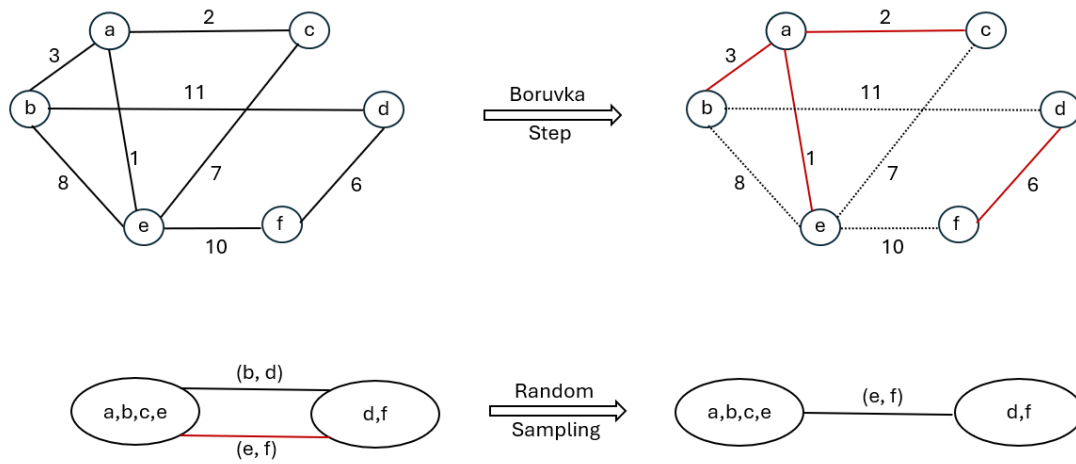 2
a
c
3
11
b
d
1
7
8
6
e
f
10
Boruvka
Step
2
a
c
3
11
b
d
1
7
8
6
e
f
10
(b, d)
a,b,c,e
d,f
(e, f)
Random
Sampling
(e, f)
a,b,c,e
d,f